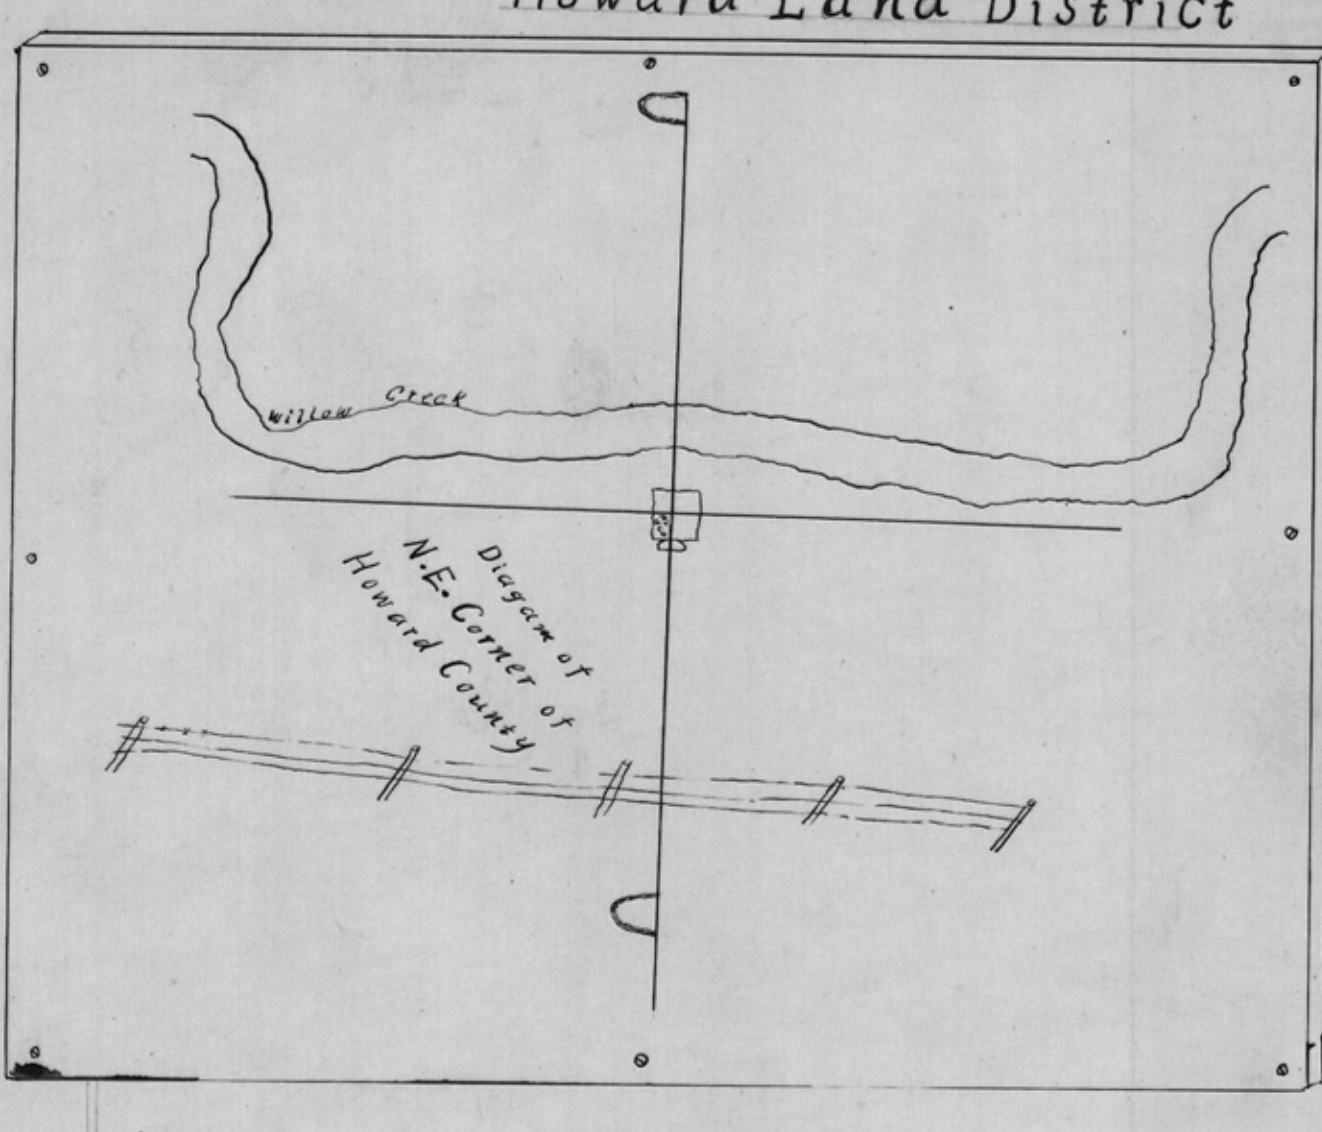 Howard Land District
Willow Creek
Diagam of
N.E. Corner of
Howard County